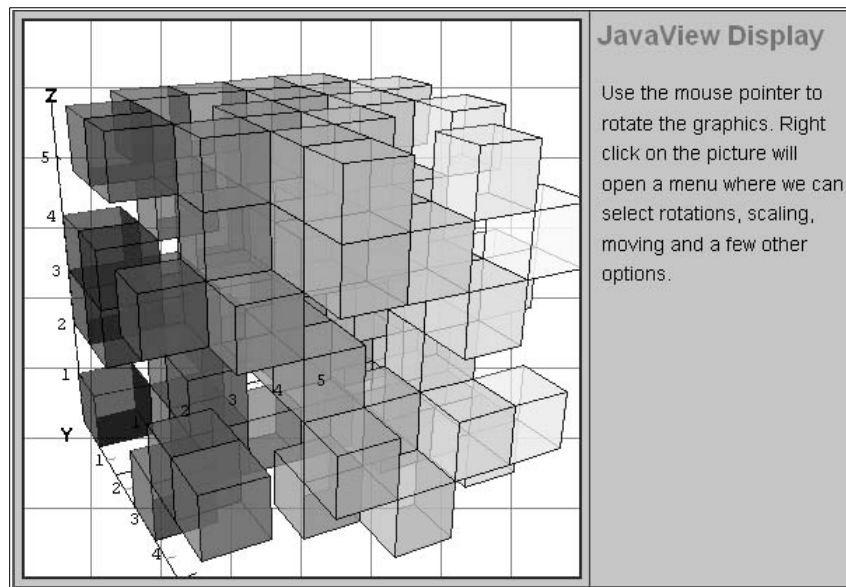 JavaView Display
Use the mouse pointer to
rotate the graphics. Right
click on the picture will
open a menu where we can
select rotations, scaling,
moving and a few other
options.
Z
5
4
3
2
1
Y
1
2
3
4
1
2
3
4
5